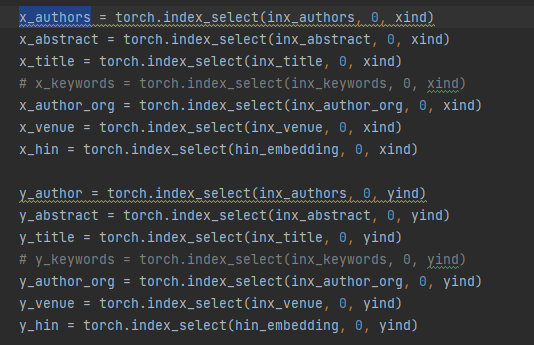 x_authors = torch.index_select(inx_authors, 0, xind)
x_abstract = torch.index_select(inx_abstract, 0, xind)
x_title = torch.index_select(inx_title, 0, xind)
# x_keywords = torch.index_select(inx_keywords, 0, xind)
x_author_org = torch.index_select(inx_author_org, 0, xind)
x_venue = torch.index_select(inx_venue, 0, xind)
x_hin = torch.index_select(hin_embedding, 0, xind)

y_author = torch.index_select(inx_authors, 0, yind)
y_abstract = torch.index_select(inx_abstract, 0, yind)
y_title = torch.index_select(inx_title, 0, yind)
# y_keywords = torch.index_select(inx_keywords, 0, yind)
y_author_org = torch.index_select(inx_author_org, 0, yind)
y_venue = torch.index_select(inx_venue, 0, yind)
y_hin = torch.index_select(hin_embedding, 0, yind)